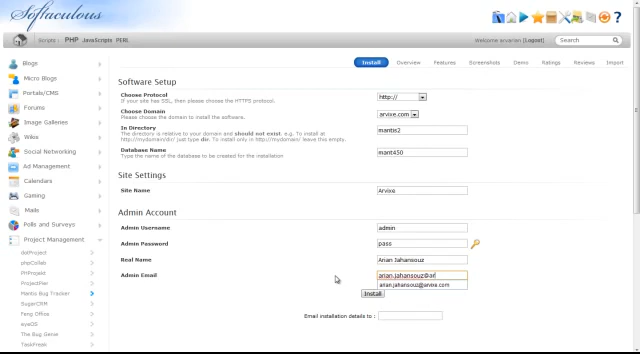 Softaculous
Scripts : PHP JavaScripts PERL
Welcome arvarien [Logout]
Search
Blogs
Micro Blogs
Portals/CMS
Forums
Image Galleries
Wikis
Social Networking
Ad Management
Calendars
Gaming
Mails
Polls and Surveys
Project Management
dotProject
phpCollab
PHProjekt
ProjectPier
Mantis Bug Tracker
SugarCRM
Feng Office
eyeOS
The Bug Genie
TaskFreak
Install Overview Features Screenshots Demo Ratings Reviews Import
Software Setup
Choose Protocol
If your site has SSL, then please choose the HTTPS protocol.
http://
Choose Domain
Please choose the domain to install the software.
arvixe.com
In Directory
The directory is relative to your domain and should not exist. e.g. To install at
http://mydomain/dir/ just type dir. To install only in http://mydomain/ leave this empty.
mantis2
Database Name
Type the name of the database to be created for the installation
mant450
Site Settings
Site Name
Arvixe
Admin Account
Admin Username
admin
Admin Password
pass
Real Name
Arian Jahansouz
Admin Email
arian.jahansouz@ar
arian.jahansouz@arvixe.com
Install
Email installation details to :